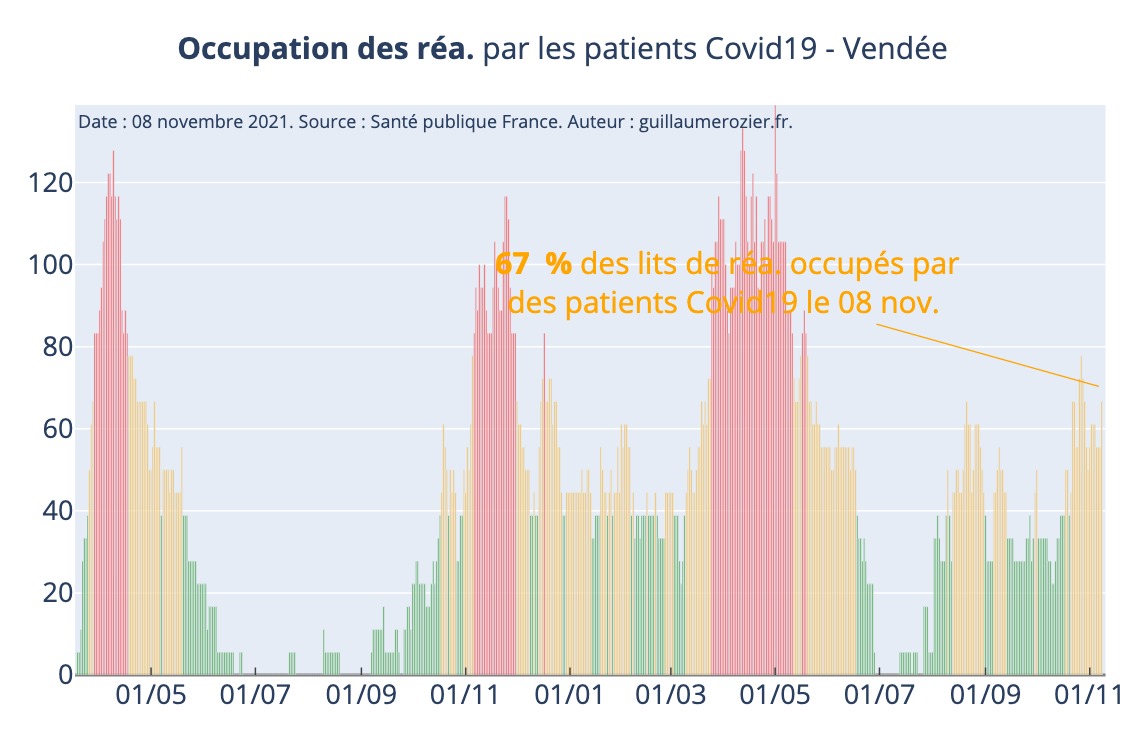 Occupation des réa. par les patients Covid19 - Vendée
Date : 08 novembre 2021. Source : Santé publique France. Auteur : guillaumerozier.fr.
120
100
80
60
40
20
0
67 % des lits de réa. occupés par
des patients Covid19 le 08 nov.
01/05 01/07 01/09 01/11 01/01 01/03 01/05 01/07 01/09 01/11